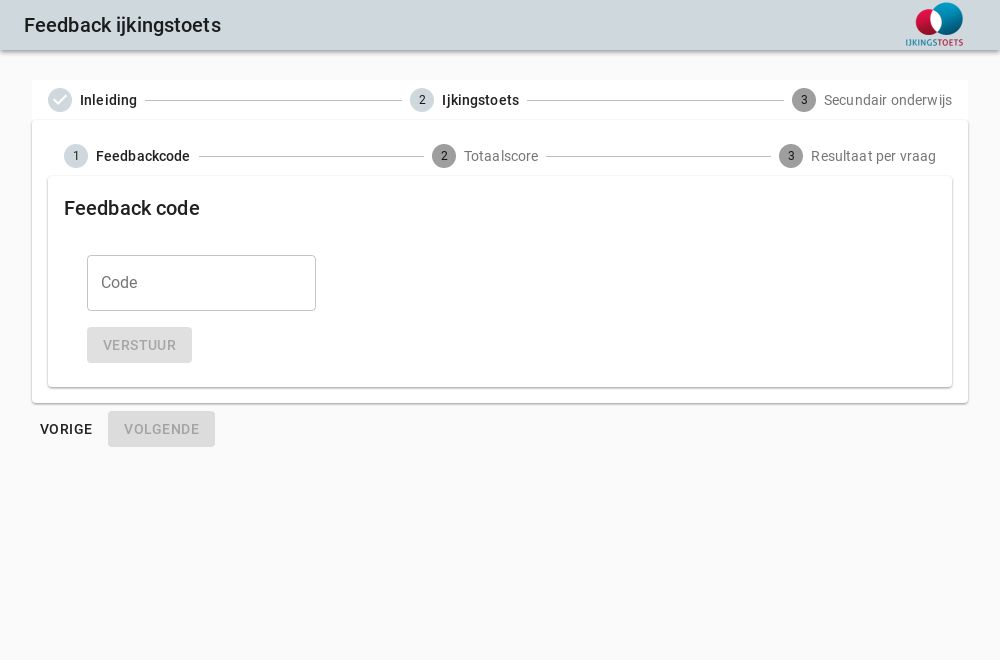 Feedback ijkingstoets
IJKINGSTOETS
Inleiding
2 Ijkingstoets
3 Secundair onderwijs
1 Feedbackcode
2 Totaalscore
3 Resultaat per vraag
Feedback code
Code
VERSTUUR
VORIGE
VOLGENDE